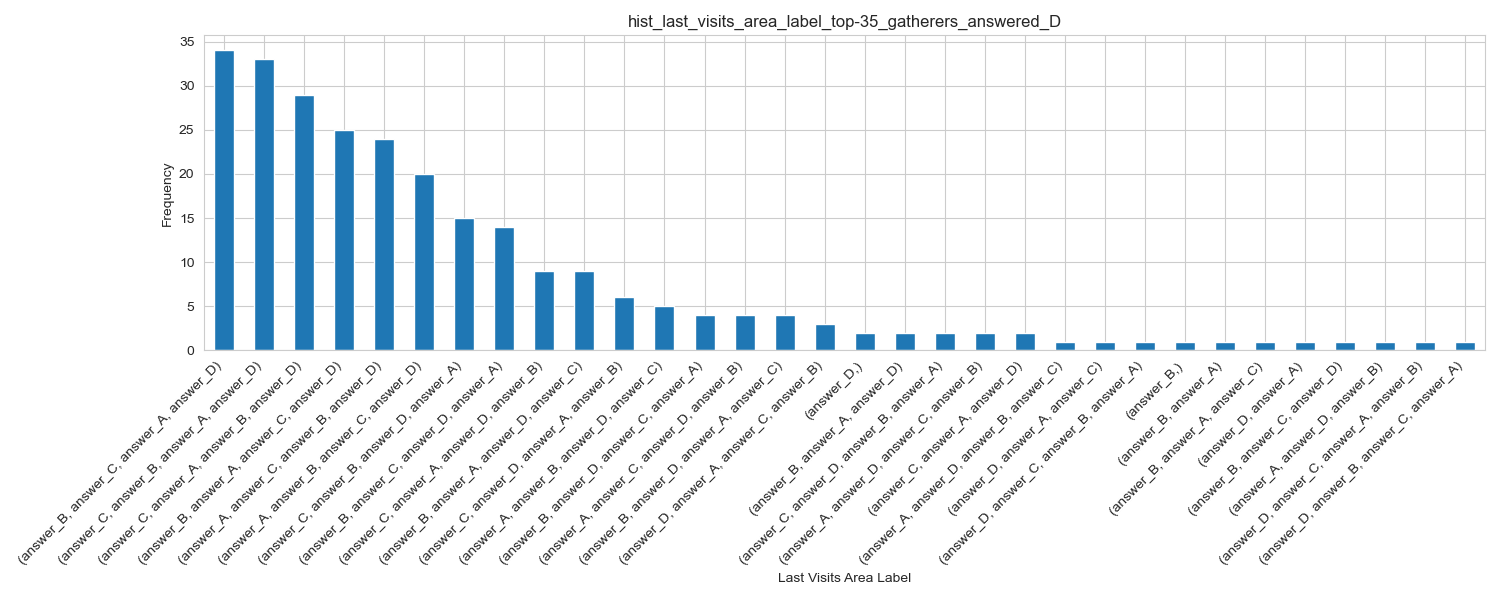 hist_last_visits_area_label_top-35_gatherers_answered_D
Frequency
35
30
25
20
15
10
5
0
(answer_B, answer_C, answer_A, answer_D)
(answer_C, answer_B, answer_A, answer_D)
(answer_C, answer_A, answer_B, answer_D)
(answer_B, answer_A, answer_C, answer_D)
(answer_A, answer_C, answer_B, answer_D)
(answer_A, answer_B, answer_C, answer_D)
(answer_C, answer_B, answer_D, answer_A)
(answer_B, answer_C, answer_D, answer_A)
(answer_C, answer_A, answer_D, answer_B)
(answer_B, answer_A, answer_D, answer_C)
(answer_C, answer_D, answer_A, answer_B)
(answer_A, answer_B, answer_D, answer_C)
(answer_B, answer_D, answer_C, answer_A)
(answer_A, answer_C, answer_D, answer_B)
(answer_B, answer_D, answer_A, answer_C)
(answer_D, answer_A, answer_C, answer_B)
(answer_D,)
(answer_B, answer_A, answer_D)
(answer_C, answer_D, answer_B, answer_A)
(answer_A, answer_D, answer_C, answer_B)
(answer_C, answer_A, answer_D)
(answer_A, answer_D, answer_B, answer_C)
(answer_D, answer_A, answer_C)
(answer_D, answer_C, answer_B, answer_A)
(answer_B,)
(answer_B, answer_A)
(answer_B, answer_A, answer_C)
(answer_D, answer_A)
(answer_B, answer_C, answer_D)
(answer_A, answer_D, answer_B)
(answer_D, answer_C, answer_A, answer_B)
(answer_D, answer_B, answer_C, answer_A)
Last Visits Area Label